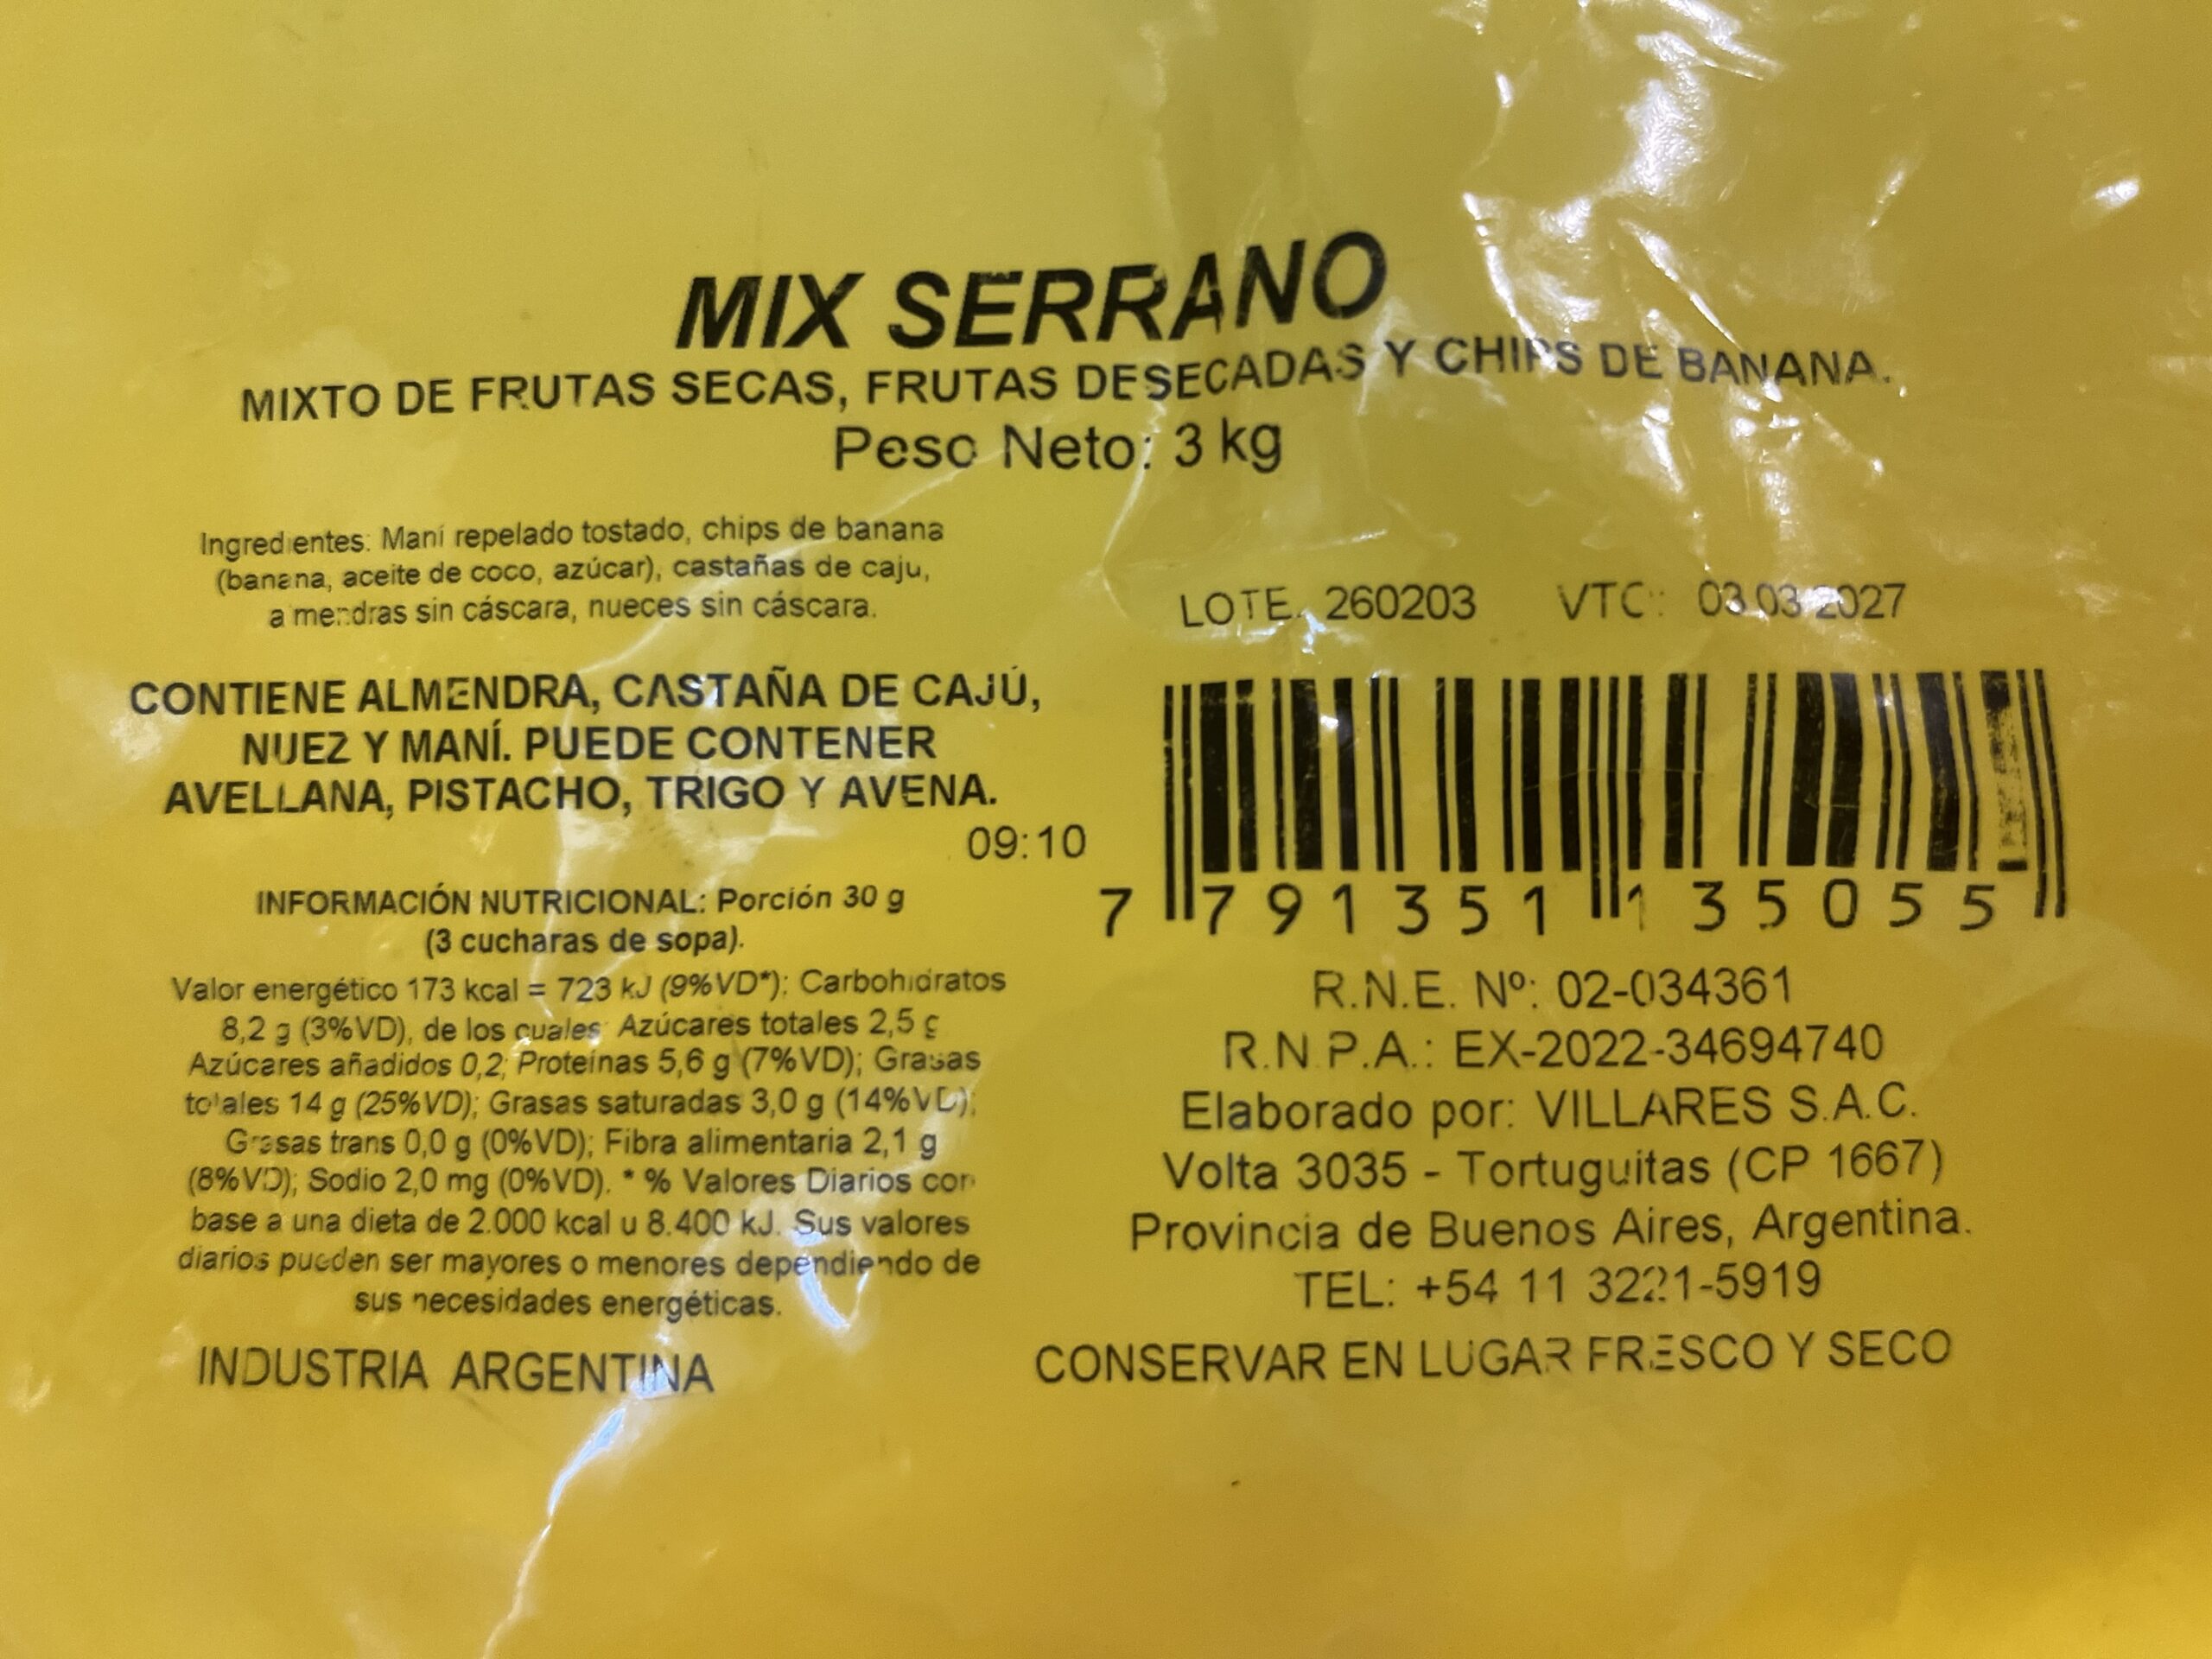 MIX SERRANO
MIXTO DE FRUTAS SECAS, FRUTAS DESECADAS Y CHIPS DE BANANA.
Peso Neto: 3 kg
Ingredientes: Maní repelado tostado, chips de banana
(banana, aceite de coco, azúcar), castañas de caju,
almendras sin cáscara, nueces sin cáscara.
CONTIENE ALMENDRA, CASTAÑA DE CAJÚ,
NUEZ Y MANÍ. PUEDE CONTENER
AVELLANA, PISTACHO, TRIGO Y AVENA.
09:10
INFORMACIÓN NUTRICIONAL: Porción 30 g
(3 cucharas de sopa).
Valor energético 173 kcal = 723 kJ (9%VD*); Carbohidratos
8,2 g (3%VD), de los cuales: Azúcares totales 2,5 g
Azúcares añadidos 0,2; Proteínas 5,6 g (7%VD); Grasas
totales 14 g (25%VD); Grasas saturadas 3,0 g (14%VD);
Grasas trans 0,0 g (0%VD); Fibra alimentaria 2,1 g
(8%VD); Sodio 2,0 mg (0%VD). * % Valores Diarios con
base a una dieta de 2.000 kcal u 8.400 kJ. Sus valores
diarios pueden ser mayores o menores dependiendo de
sus necesidades energéticas.
INDUSTRIA ARGENTINA
LOTE. 260203 VTO: 03.03.2027
7 791351 135055
R.N.E. Nº: 02-034361
R.N.P.A.: EX-2022-34694740
Elaborado por: VILLARES S.A.C.
Volta 3035 - Tortuguitas (CP 1667)
Provincia de Buenos Aires, Argentina.
TEL: +54 11 3221-5919
CONSERVAR EN LUGAR FRESCO Y SECO